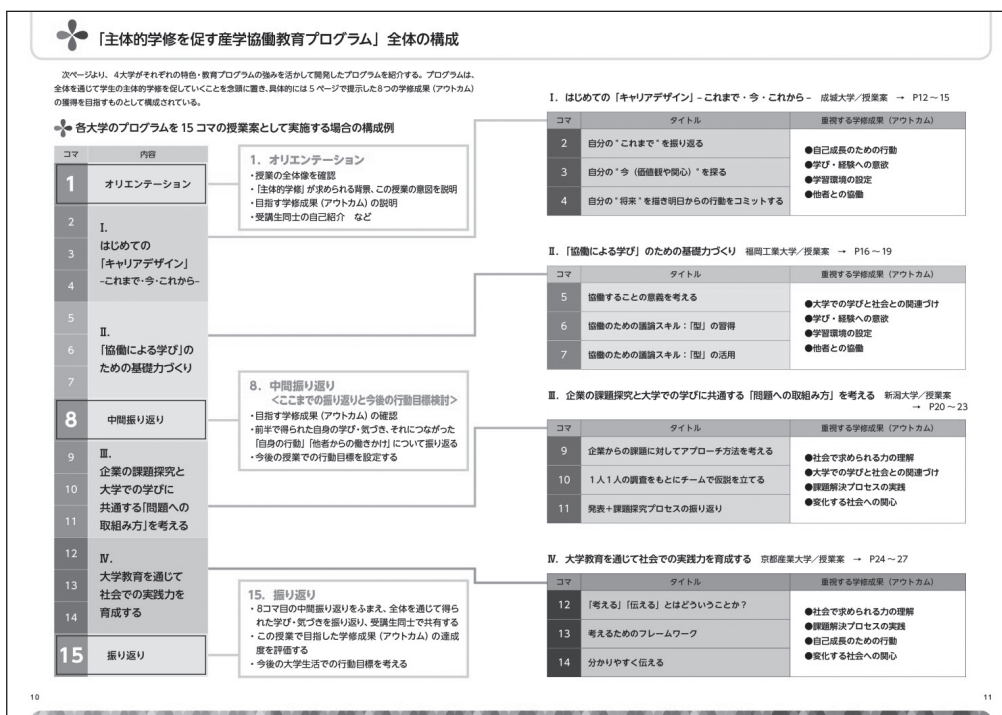 「主体的学修を促す産学協働教育プログラム」全体の構成
次ページより、4大学がそれぞれの特色・教育プログラムの強みを活かして開発したプログラムを紹介する。プログラムは、
全体を通じて学生の主体的学修を促していくことを念頭に置き、具体的には5ページで提示した8つの学修成果（アウトカム）
の獲得を目指すものとして構成されている。
各大学のプログラムを15コマの授業案として実施する場合の構成例
コマ 内容
1 オリエンテーション
2
3
4
Ⅰ.
はじめての
「キャリアデザイン」
-これまで・今・これから-
5
6
7
Ⅱ.
「協働による学び」の
ための基礎力づくり
8 中間振り返り
9
10
11
Ⅲ.
企業の課題探究と
大学での学びに
共通する「問題への
取組み方」を考える
12
13
14
Ⅳ.
大学教育を通じて
社会での実践力を
育成する
15 振り返り
1. オリエンテーション
・授業の全体像を確認
・「主体的学修」が求められる背景、この授業の意図を説明
・目指す学修成果（アウトカム）の説明
・受講生同士の自己紹介 など
8. 中間振り返り
＜ここまでの振り返りと今後の行動目標検討＞
・目指す学修成果（アウトカム）の確認
・前半で得られた自身の学び・気づき、それにつながった
「自身の行動」「他者からの働きかけ」について振り返る
・今後の授業での行動目標を設定する
15. 振り返り
・8コマ目の中間振り返りをふまえ、全体を通じて得ら
れた学び・気づきを振り返り、受講生同士で共有する
・この授業で目指した学修成果（アウトカム）の達成
度を評価する
・今後の大学生活での行動目標を考える
Ⅰ. はじめての「キャリアデザイン」- これまで・今・これから - 成城大学／授業案 → P12～15
コマ タイトル 重視する学修成果（アウトカム）
2 自分の“これまで”を振り返る
3 自分の“今（価値観や関心）”を探る
4 自分の“将来”を描き明日からの行動をコミットする
●自己成長のための行動
●学び・経験への意欲
●学習環境の設定
●他者との協働
Ⅱ. 「協働による学び」のための基礎力づくり 福岡工業大学／授業案 → P16～19
コマ タイトル 重視する学修成果（アウトカム）
5 協働することの意義を考える
6 協働のための議論スキル：「型」の習得
7 協働のための議論スキル：「型」の活用
●大学での学びと社会との関連づけ
●学び・経験への意欲
●学習環境の設定
●他者との協働
Ⅲ. 企業の課題探究と大学での学びに共通する「問題への取組み方」を考える 新潟大学／授業案
→ P20～23
コマ タイトル 重視する学修成果（アウトカム）
9 企業からの課題に対してアプローチ方法を考える
10 1人1人の調査をもとにチームで仮説を立てる
11 発表＋課題探究プロセスの振り返り
●社会で求められる力の理解
●大学での学びと社会との関連づけ
●課題解決プロセスの実践
●変化する社会への関心
Ⅳ. 大学教育を通じて社会での実践力を育成する 京都産業大学／授業案 → P24～27
コマ タイトル 重視する学修成果（アウトカム）
12 「考える」「伝える」とはどういうことか？
13 考えるためのフレームワーク
14 分かりやすく伝える
●社会で求められる力の理解
●課題解決プロセスの実践
●自己成長のための行動
●変化する社会への関心
10
11